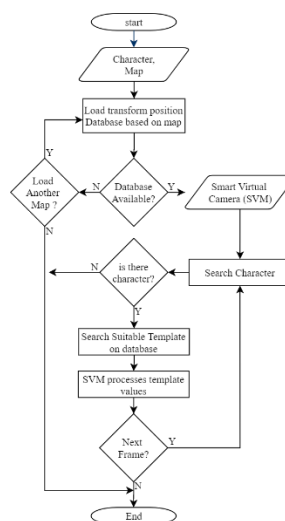 start
Character,
Map
Load transform position
Database based on map
Y
Load
Another
Map ?
N
Database
Available?
Y
Smart Virtual
Camera (SVM)
N
is there
character?
N
Search Character
Y
Search Suitable Template
on database
SVM processes template
values
Next
Frame?
Y
N
End